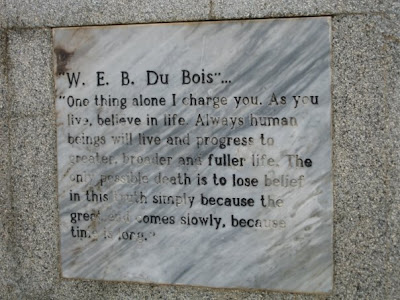 "W. E. B. Du Bois"...
"One thing alone I charge you. As you
live, believe in life. Always human
beings will live and progress to
greater, broader and fuller life. The
only possible death is to lose belief
in this truth simply because the
great end comes slowly, because
time is long."